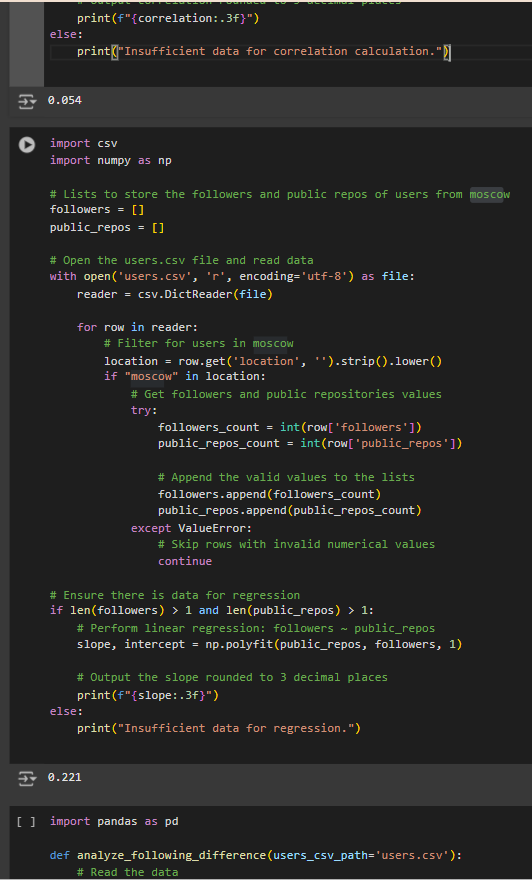 # Output correlation rounded to 3 decimal places
    print(f"{correlation:.3f}")
else:
    print("Insufficient data for correlation calculation.")
0.054
import csv
import numpy as np
# Lists to store the followers and public repos of users from moscow
followers = []
public_repos = []
# Open the users.csv file and read data
with open('users.csv', 'r', encoding='utf-8') as file:
    reader = csv.DictReader(file)
    for row in reader:
        # Filter for users in moscow
        location = row.get('location', '').strip().lower()
        if "moscow" in location:
            # Get followers and public repositories values
            try:
                followers_count = int(row['followers'])
                public_repos_count = int(row['public_repos'])
                # Append the valid values to the lists
                followers.append(followers_count)
                public_repos.append(public_repos_count)
            except ValueError:
                # Skip rows with invalid numerical values
                continue
# Ensure there is data for regression
if len(followers) > 1 and len(public_repos) > 1:
    # Perform linear regression: followers ~ public_repos
    slope, intercept = np.polyfit(public_repos, followers, 1)
    # Output the slope rounded to 3 decimal places
    print(f"{slope:.3f}")
else:
    print("Insufficient data for regression.")
0.221
[ ] import pandas as pd
def analyze_following_difference(users_csv_path='users.csv'):
    # Read the data